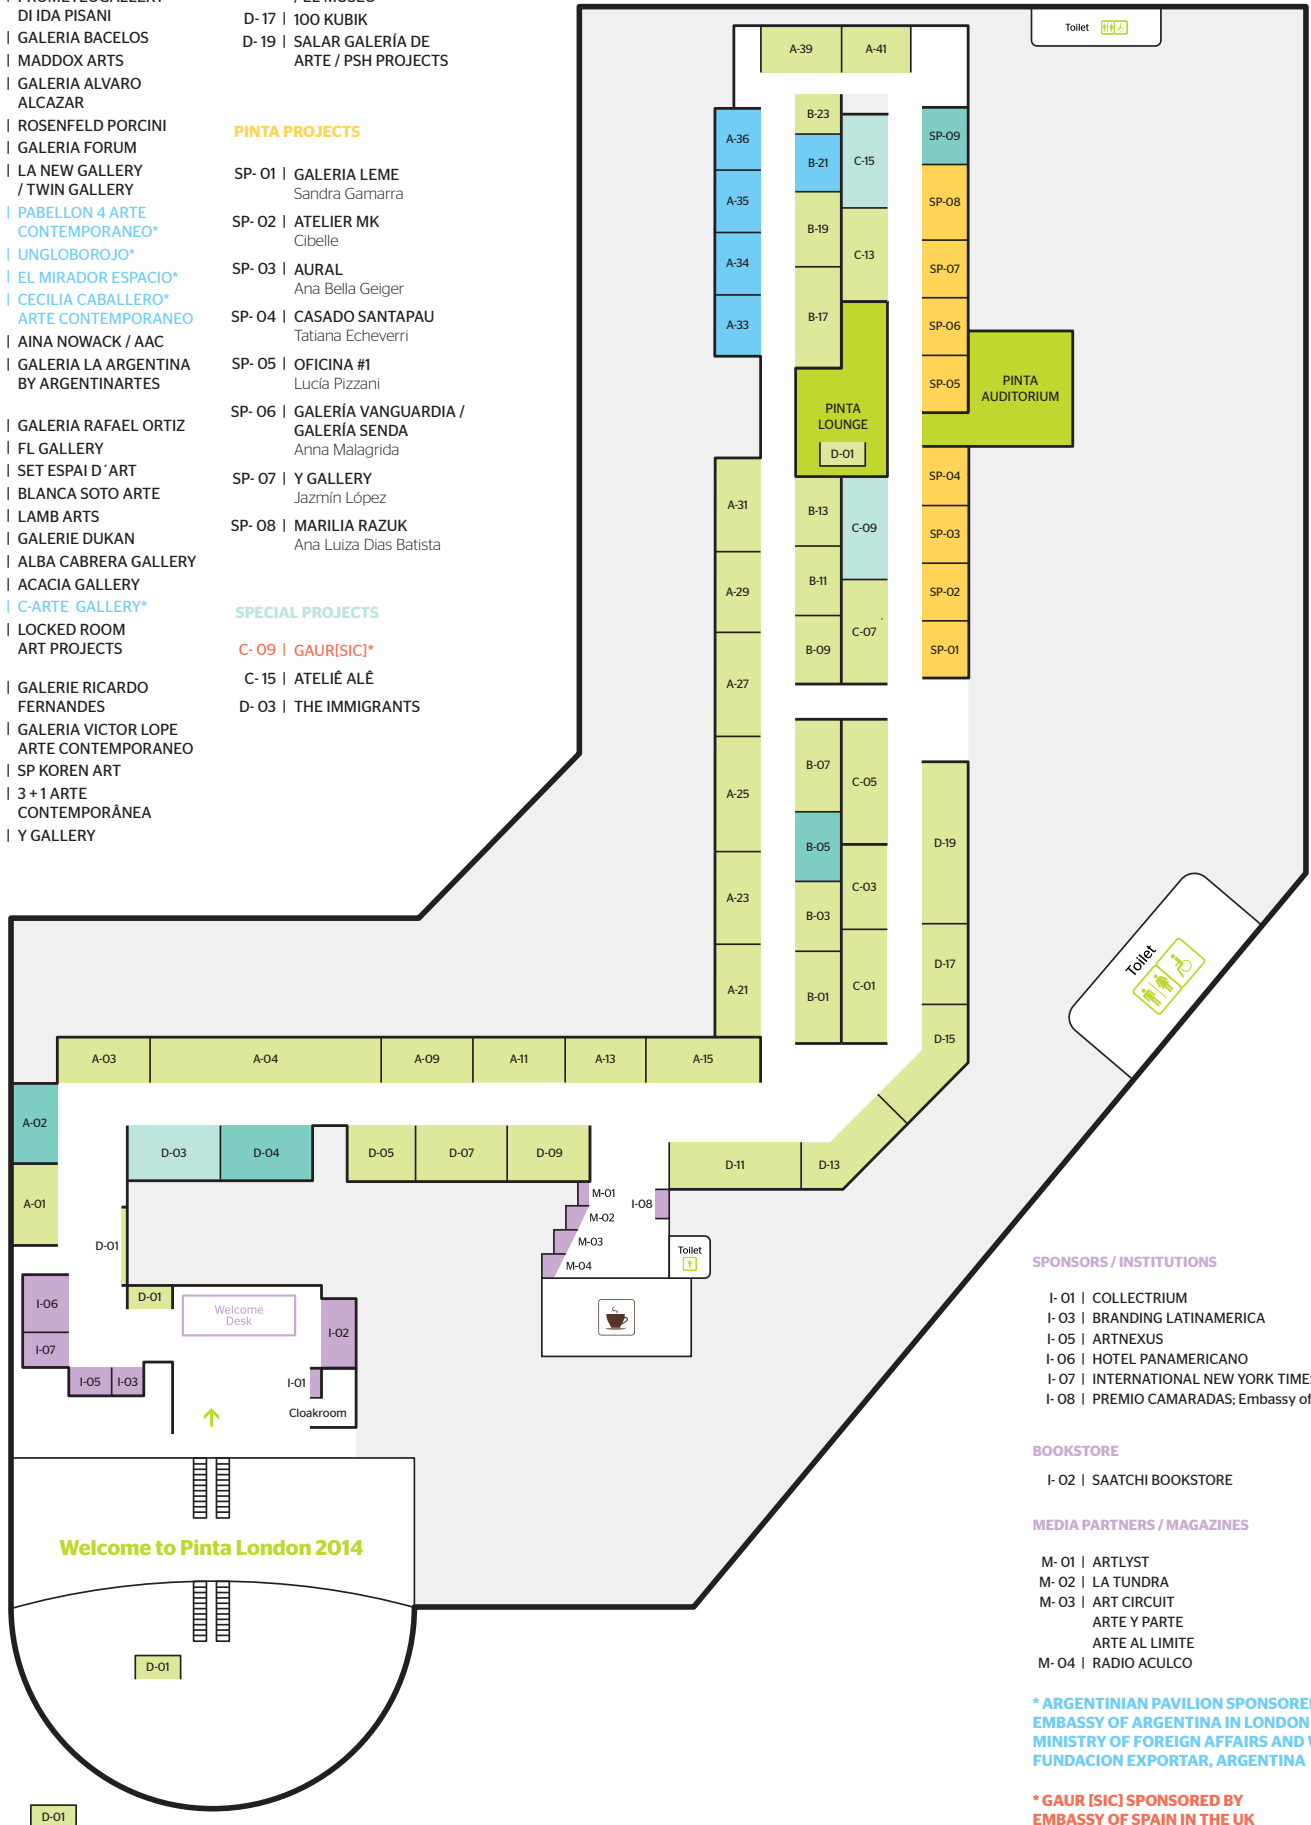 DI IDA PISANI
| GALERIA BACELOS
| MADDOX ARTS
| GALERIA ALVARO
ALCAZAR
| ROSENFELD PORCINI
| GALERIA FORUM
| LA NEW GALLERY
/ TWIN GALLERY
| PABELLON 4 ARTE
CONTEMPORANEO*
| UNGLOBOROJO*
| EL MIRADOR ESPACIO*
| CECILIA CABALLERO*
ARTE CONTEMPORANEO
| AINA NOWACK / AAC
| GALERIA LA ARGENTINA
BY ARGENTINARTES
| GALERIA RAFAEL ORTIZ
| FL GALLERY
| SET ESPAI D´ART
| BLANCA SOTO ARTE
| LAMB ARTS
| GALERIE DUKAN
| ALBA CABRERA GALLERY
| ACACIA GALLERY
| C-ARTE GALLERY*
| LOCKED ROOM
ART PROJECTS
| GALERIE RICARDO
FERNANDES
| GALERIA VICTOR LOPE
ARTE CONTEMPORANEO
| SP KOREN ART
| 3 + 1 ARTE
CONTEMPORÂNEA
| Y GALLERY
/ EL MUSEO
D- 17 | 100 KUBIK
D- 19 | SALAR GALERÍA DE
ARTE / PSH PROJECTS
PINTA PROJECTS
SP- 01 | GALERIA LEME
Sandra Gamarra
SP- 02 | ATELIER MK
Cibelle
SP- 03 | AURAL
Ana Bella Geiger
SP- 04 | CASADO SANTAPAU
Tatiana Echeverri
SP- 05 | OFICINA #1
Lucía Pizzani
SP- 06 | GALERÍA VANGUARDIA /
GALERÍA SENDA
Anna Malagrida
SP- 07 | Y GALLERY
Jazmín López
SP- 08 | MARILIA RAZUK
Ana Luiza Dias Batista
SPECIAL PROJECTS
C- 09 | GAUR[SIC]*
C- 15 | ATELIÊ ALÊ
D- 03 | THE IMMIGRANTS
Toilet
A-39
A-41
A-36
A-35
A-34
A-33
B-23
B-21
B-19
B-17
C-15
C-13
SP-09
SP-08
SP-07
SP-06
SP-05
PINTA
AUDITORIUM
PINTA
LOUNGE
D-01
SP-04
SP-03
SP-02
SP-01
A-31
A-29
A-27
A-25
A-23
A-21
B-13
B-11
B-09
C-09
C-07
B-07
B-05
B-03
B-01
C-05
C-03
C-01
D-19
D-17
D-15
Toilet
A-03
A-04
A-09
A-11
A-13
A-15
A-02
A-01
D-03
D-04
D-05
D-07
D-09
D-11
D-13
M-01
M-02
M-03
M-04
I-08
Toilet
D-01
D-01
Welcome
Desk
I-06
I-07
I-05
I-03
I-02
I-01
Cloakroom
Welcome to Pinta London 2014
D-01
D-01
SPONSORS / INSTITUTIONS
I- 01 | COLLECTRIUM
I- 03 | BRANDING LATINAMERICA
I- 05 | ARTNEXUS
I- 06 | HOTEL PANAMERICANO
I- 07 | INTERNATIONAL NEW YORK TIMES
I- 08 | PREMIO CAMARADAS; Embassy of
BOOKSTORE
I- 02 | SAATCHI BOOKSTORE
MEDIA PARTNERS / MAGAZINES
M- 01 | ARTLYST
M- 02 | LA TUNDRA
M- 03 | ART CIRCUIT
ARTE Y PARTE
ARTE AL LIMITE
M- 04 | RADIO ACULCO
* ARGENTINIAN PAVILION SPONSORED
EMBASSY OF ARGENTINA IN LONDON
MINISTRY OF FOREIGN AFFAIRS AND
FUNDACION EXPORTAR, ARGENTINA
* GAUR [SIC] SPONSORED BY
EMBASSY OF SPAIN IN THE UK